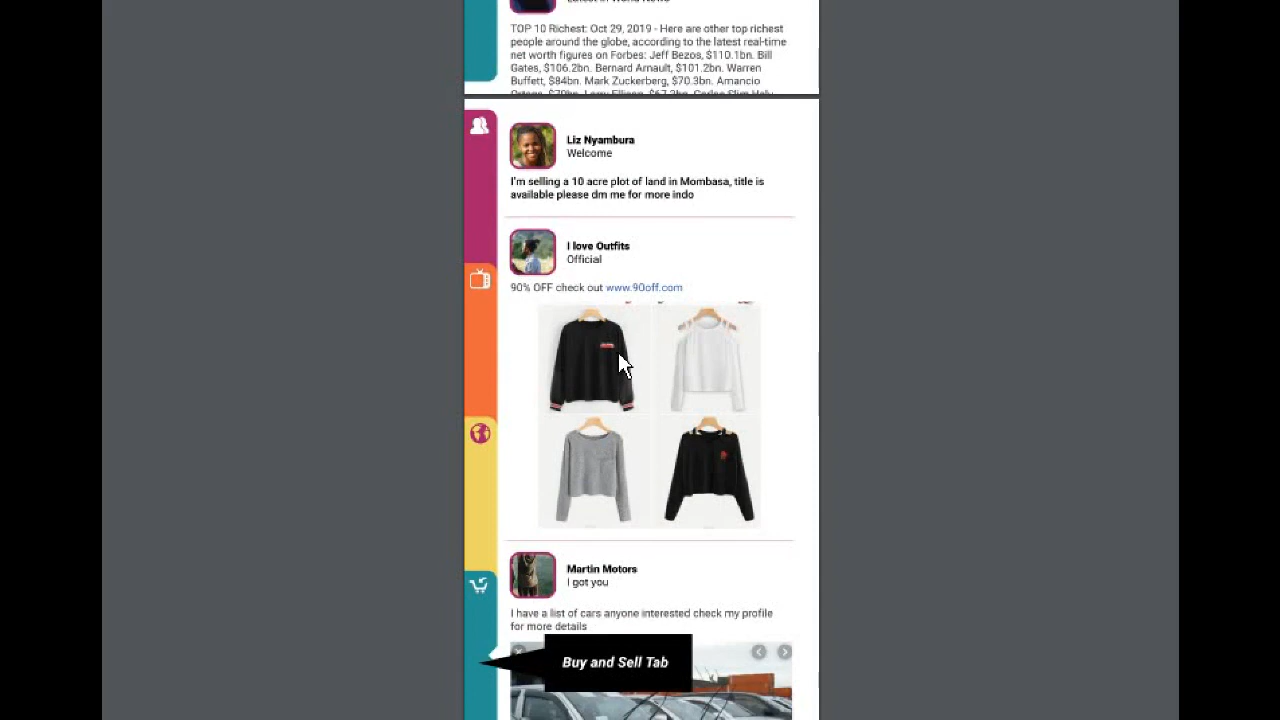 TOP 10 Richest: Oct 29, 2019 - Here are other top richest
people around the globe, according to the latest real-time
net worth figures on Forbes: Jeff Bezos, $110.1bn. Bill
Gates, $106.2bn. Bernard Arnault, $101.2bn. Warren
Buffett, $84bn. Mark Zuckerberg, $70.3bn. Amancio
Liz Nyambura
Welcome
I'm selling a 10 acre plot of land in Mombasa, title is
available please dm me for more indo
I love Outfits
Official
90% OFF check out www.90off.com
Martin Motors
I got you
I have a list of cars anyone interested check my profile
for more details
Buy and Sell Tab